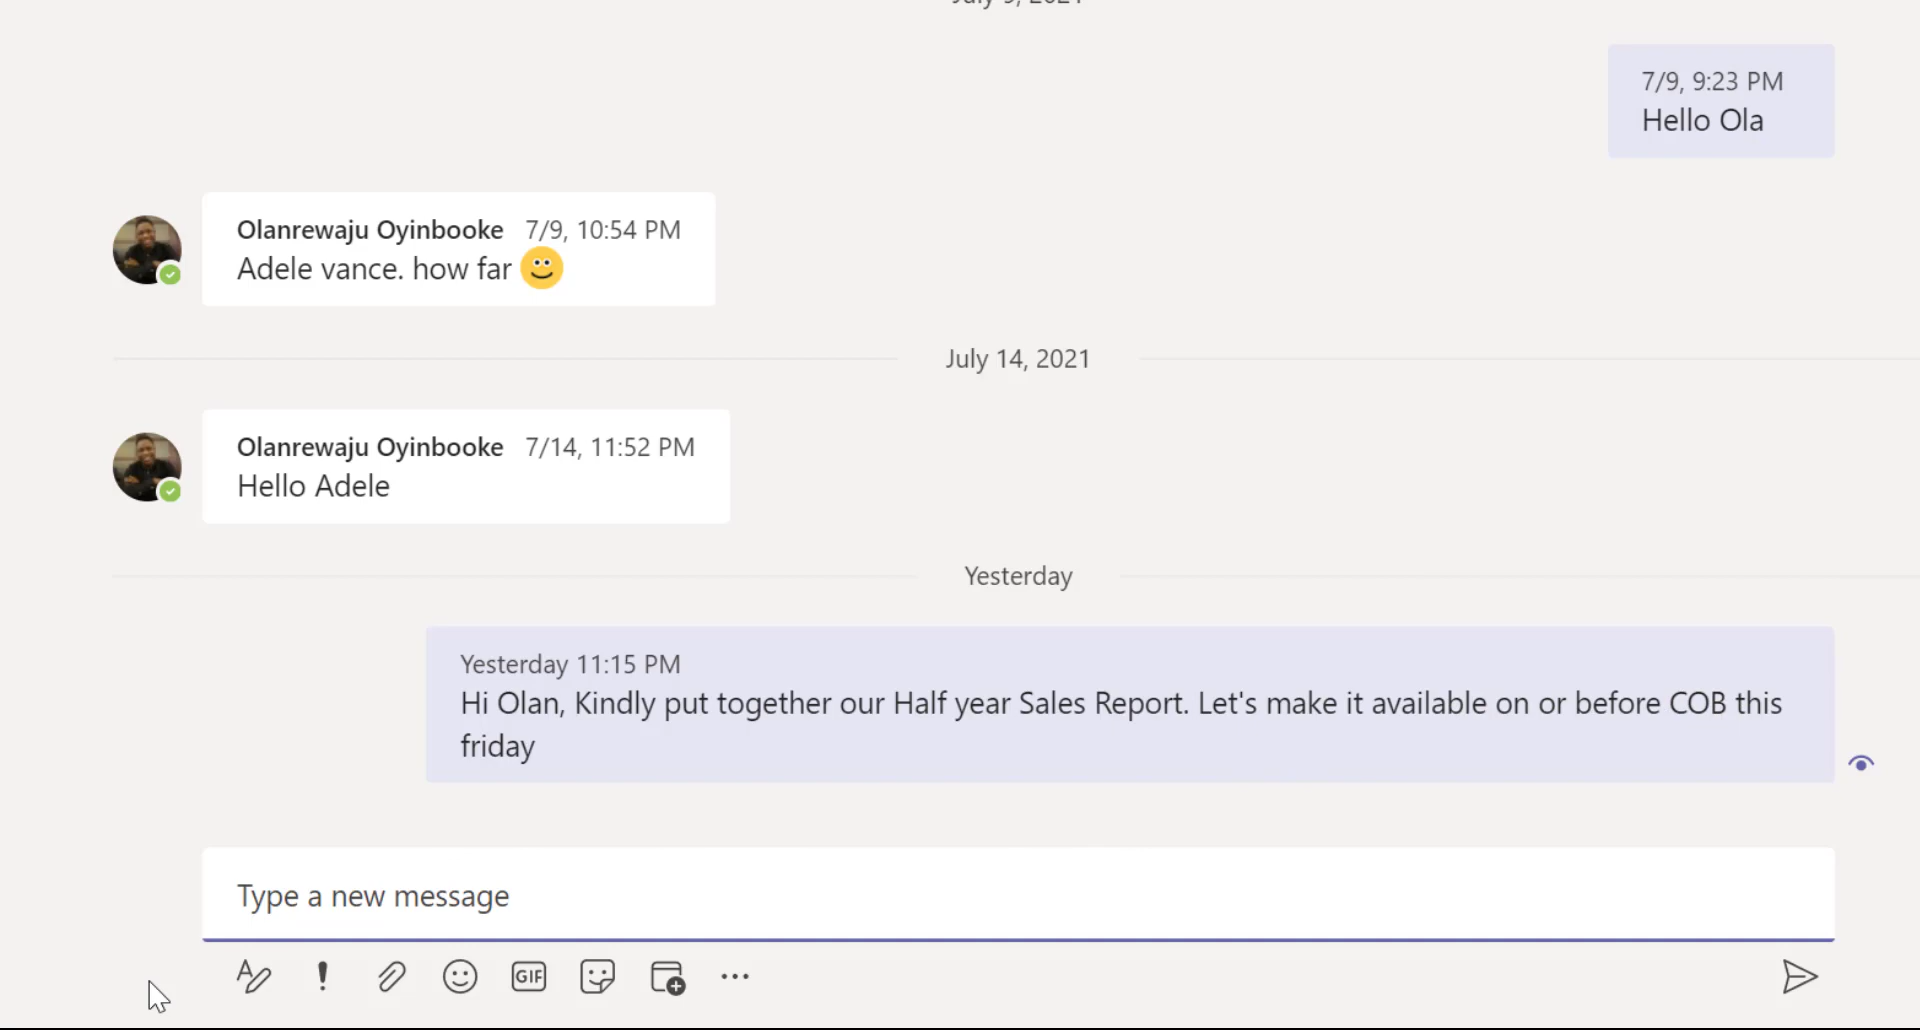 July 9, 2021
7/9, 9:23 PM
Hello Ola
Olanrewaju Oyinbooke 7/9, 10:54 PM
Adele vance. how far
July 14, 2021
Olanrewaju Oyinbooke 7/14, 11:52 PM
Hello Adele
Yesterday
Yesterday 11:15 PM
Hi Olan, Kindly put together our Half year Sales Report. Let's make it available on or before COB this
friday
Type a new message
GIF